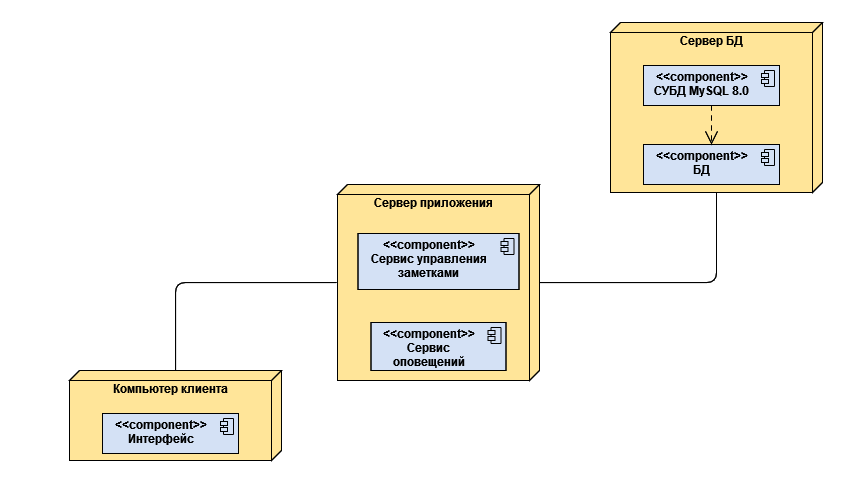 Сервер БД
<<component>>
СУБД MySQL 8.0
<<component>>
БД
Сервер приложения
<<component>>
Сервис управления
заметками
<<component>>
Сервис
оповещений
Компьютер клиента
<<component>>
Интерфейс